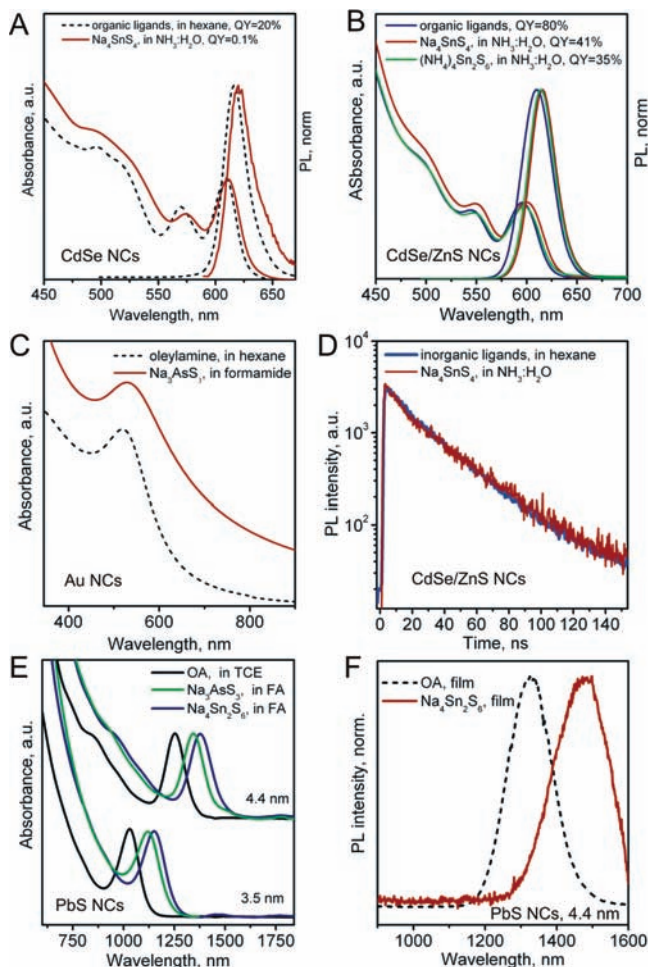 A
organic ligands, in hexane, QY=20%
Na₄SnS₄, in NH₃:H₂O, QY=0.1%
Absorbance, a.u.
PL, norm
CdSe NCs
450 500 550 600 650
Wavelength, nm
B
organic ligands, QY=80%
Na₄SnS₄, in NH₃:H₂O, QY=41%
(NH₄)₄Sn₂S₆, in NH₃:H₂O, QY=35%
ASbsorbance, a.u.
PL, norm
CdSe/ZnS NCs
450 500 550 600 650 700
Wavelength, nm
C
oleylamine, in hexane
Na₃AsS₃, in formamide
Absorbance, a.u.
Au NCs
400 600 800
Wavelength, nm
D
inorganic ligands, in hexane
Na₄SnS₄, in NH₃:H₂O
PL intensity, a.u.
10⁴
10³
10²
CdSe/ZnS NCs
0 20 40 60 80 100 120 140
Time, ns
E
OA, in TCE
Na₃AsS₃, in FA
Na₄Sn₂S₆, in FA
Absorbance, a.u.
4.4 nm
3.5 nm
PbS NCs
750 1000 1250 1500 1750
Wavelength, nm
F
OA, film
Na₄Sn₂S₆, film
PL intensity, norm.
PbS NCs, 4.4 nm
1000 1200 1400 1600
Wavelength, nm